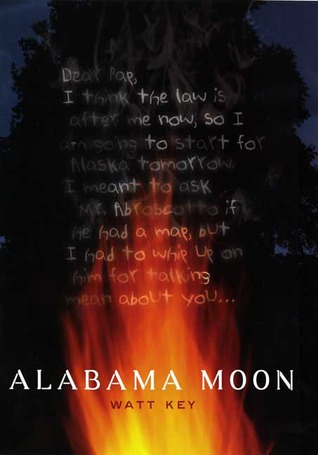 Dear Pap,
I think the law is
after me now, so I
am going to start for
Alaska tomorrow.
I meant to ask
Mr. Abroscotto if
he had a map, but
I had to whip up on
him for talking
mean about you...
ALABAMA MOON
WATT KEY